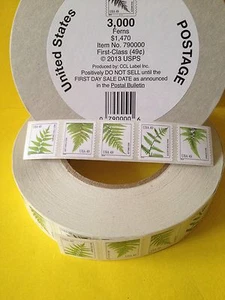 United States
POSTAGE
3,000
Ferns
$1,470
Item No. 790000
First-Class (49¢)
© 2013 USPS
Produced by: CCL Label Inc.
Positively DO NOT SELL until the
FIRST DAY SALE DATE as announced
in the Postal Bulletin